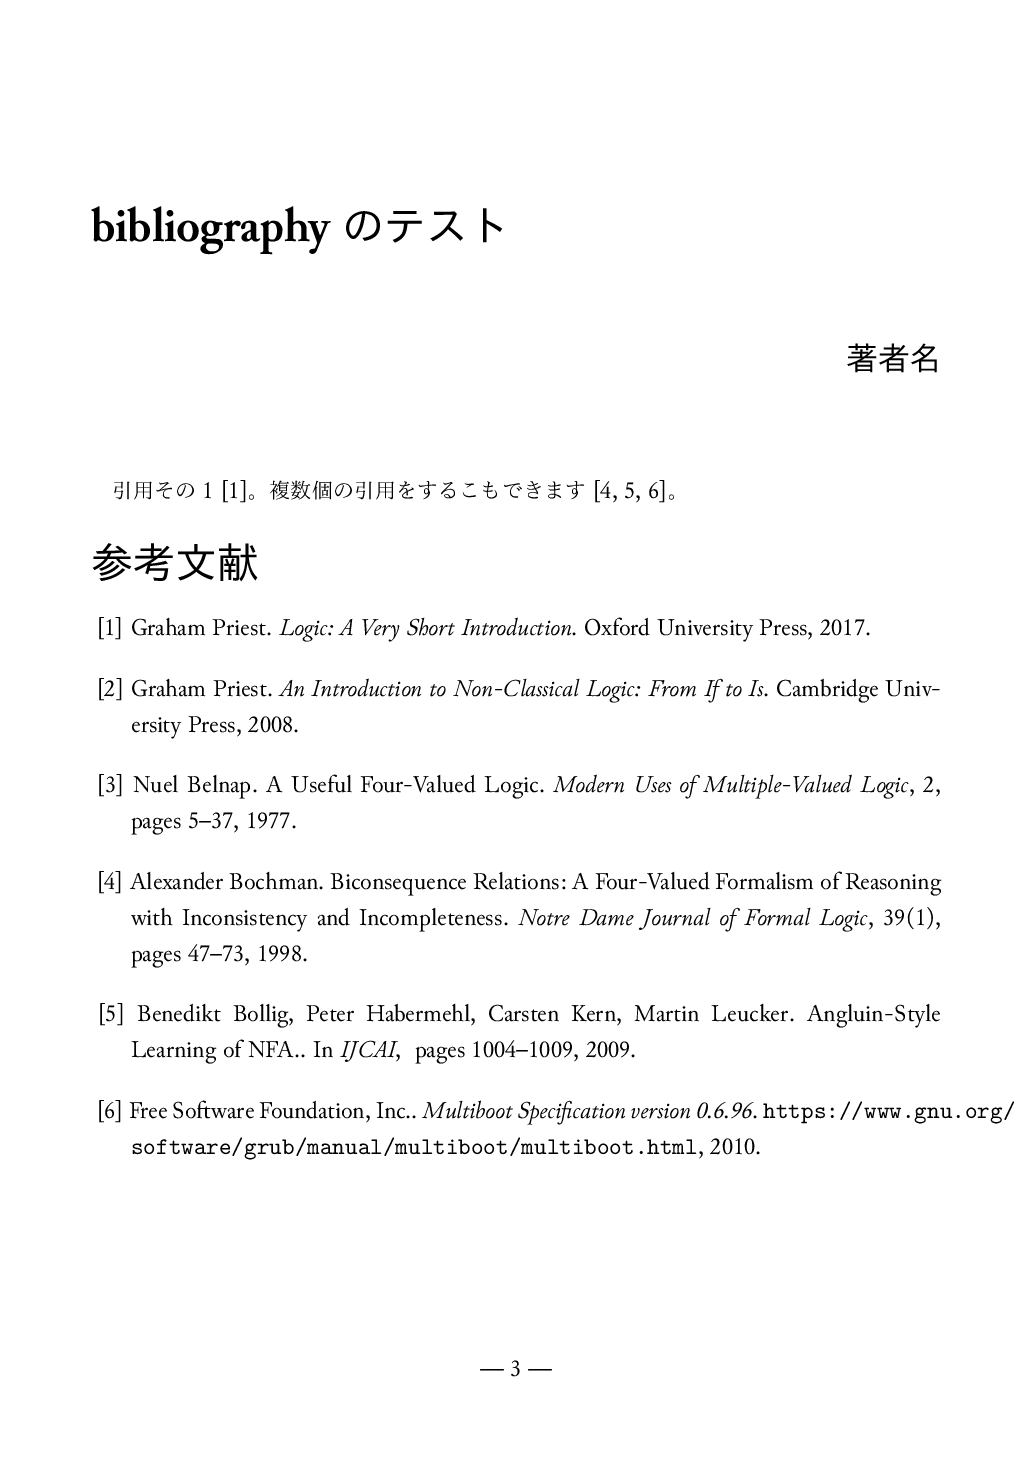 bibliography のテスト
著者名
引用その 1 [1]。複数個の引用をするこもできます [4, 5, 6]。
参考文献
[1] Graham Priest. Logic: A Very Short Introduction. Oxford University Press, 2017.
[2] Graham Priest. An Introduction to Non-Classical Logic: From If to Is. Cambridge Univ-
ersity Press, 2008.
[3] Nuel Belnap. A Useful Four-Valued Logic. Modern Uses of Multiple-Valued Logic, 2,
pages 5–37, 1977.
[4] Alexander Bochman. Biconsequence Relations: A Four-Valued Formalism of Reasoning
with Inconsistency and Incompleteness. Notre Dame Journal of Formal Logic, 39(1),
pages 47–73, 1998.
[5] Benedikt Bollig, Peter Habermehl, Carsten Kern, Martin Leucker. Angluin-Style
Learning of NFA.. In IJCAI, pages 1004–1009, 2009.
[6] Free Software Foundation, Inc.. Multiboot Specification version 0.6.96. https://www.gnu.org/
software/grub/manual/multiboot/multiboot.html, 2010.
— 3 —